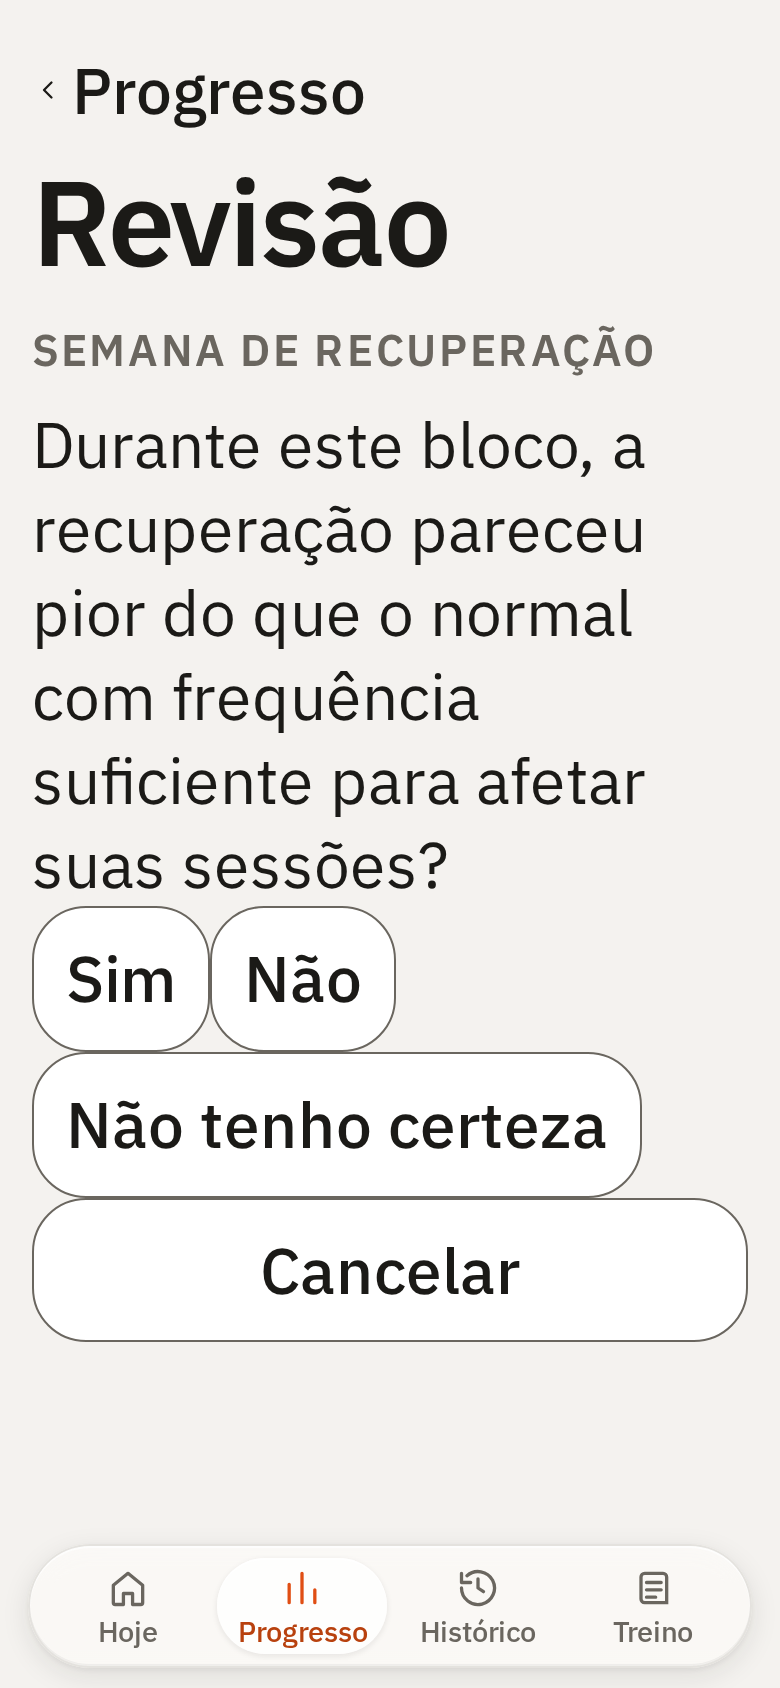 Progresso
Revisão
SEMANA DE RECUPERAÇÃO
Durante este bloco, a
recuperação pareceu
pior do que o normal
com frequência
suficiente para afetar
suas sessões?
Sim
Não
Não tenho certeza
Cancelar
Hoje
Progresso
Histórico
Treino